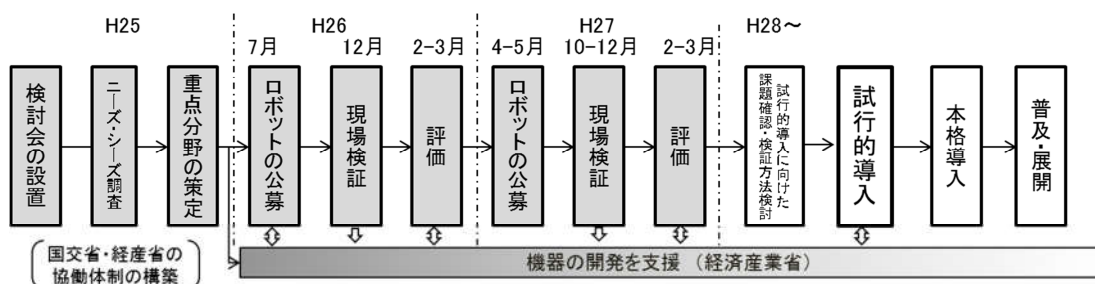 H25
H26
H27
H28～
7月
12月
2-3月
4-5月
10-12月
2-3月
検討会の設置
ニーズ・シーズ調査
重点分野の策定
ロボットの公募
現場検証
評価
ロボットの公募
現場検証
評価
試行的導入に向けた
課題確認・検証方法検討
試行的導入
本格導入
普及・展開
国交省・経産省の
協働体制の構築
機器の開発を支援 （経済産業省）